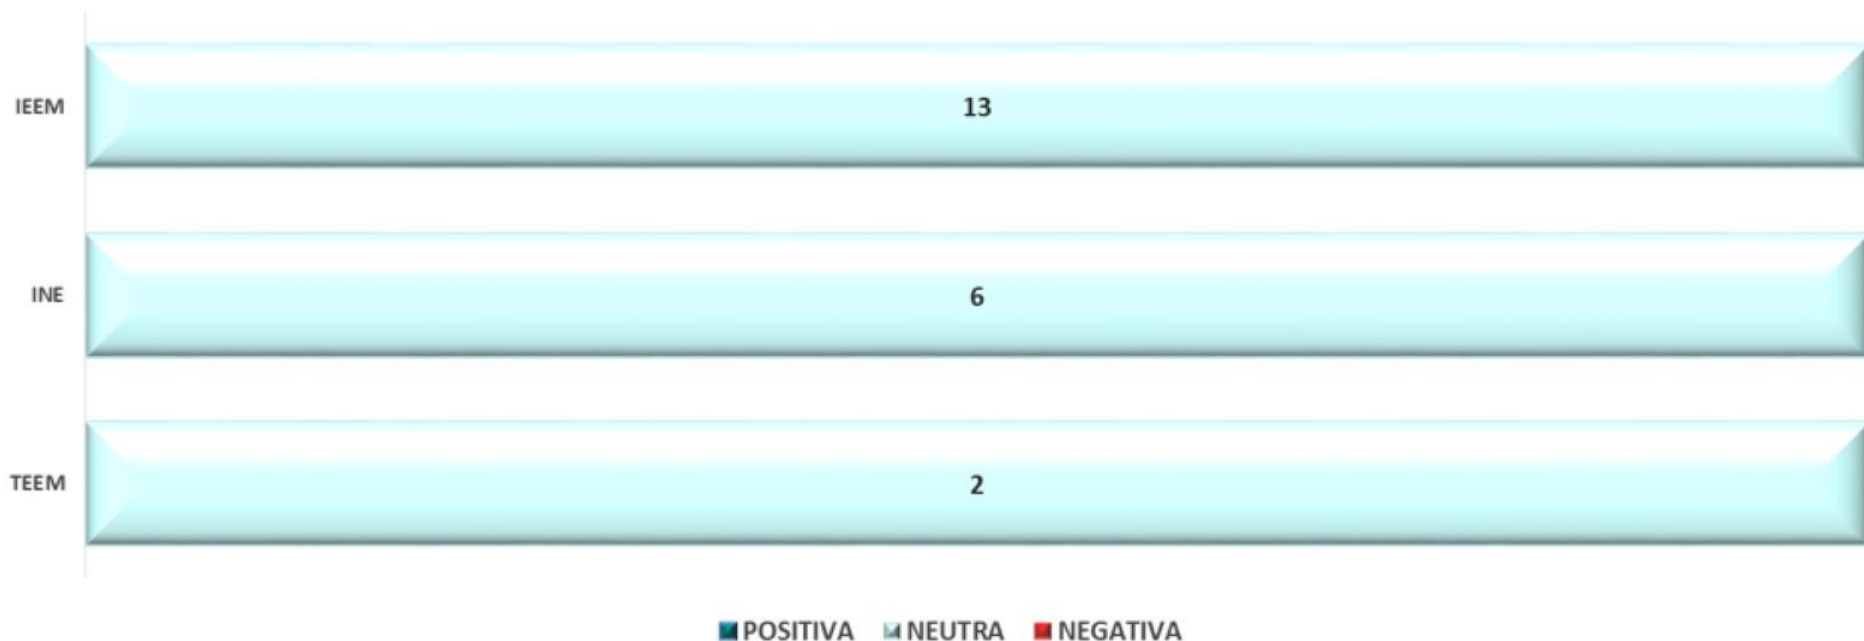 IEEM
13
INE
6
TEEM
2
POSITIVA NEUTRA NEGATIVA